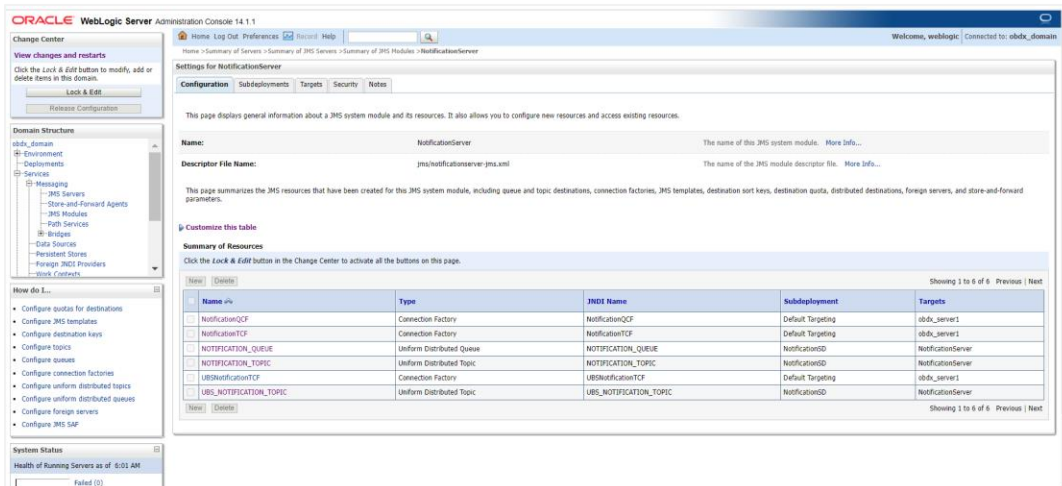 ORACLE WebLogic Server Administration Console 14.1.1
Change Center
View changes and restarts
Click the Lock & Edit button to modify, add or
delete items in this domain.
Lock & Edit
Release Configuration
Domain Structure
obdx_domain
Environment
Deployments
Services
Messaging
JMS Servers
Store-and-Forward Agents
JMS Modules
Path Services
Bridges
Data Sources
Persistent Stores
Foreign JNDI Providers
Work Contexts
How do I...
Configure quotas for destinations
Configure JMS templates
Configure destination keys
Configure topics
Configure queues
Configure connection factories
Configure uniform distributed topics
Configure uniform distributed queues
Configure foreign servers
Configure JMS SAF
System Status
Health of Running Servers as of 6:01 AM
Failed (0)
Home Log Out Preferences Record Help
Welcome, weblogic Connected to: obdx_domain
Home >Summary of Servers >Summary of JMS Servers >Summary of JMS Modules >NotificationServer
Settings for NotificationServer
Configuration Subdeployments Targets Security Notes
This page displays general information about a JMS system module and its resources. It also allows you to configure new resources and access existing resources.
Name: NotificationServer The name of this JMS system module. More Info...
Descriptor File Name: jms/notificationserver-jms.xml The name of the JMS module descriptor file. More Info...
This page summarizes the JMS resources that have been created for this JMS system module, including queue and topic destinations, connection factories, JMS templates, destination sort keys, destination quota, distributed destinations, foreign servers, and store-and-forward
parameters.
Customize this table
Summary of Resources
Click the Lock & Edit button in the Change Center to activate all the buttons on this page.
New Delete Showing 1 to 6 of 6 Previous | Next
Name Type JNDI Name Subdeployment Targets
NotificationQCF Connection Factory NotificationQCF Default Targeting obdx_server1
NotificationTCF Connection Factory NotificationTCF Default Targeting obdx_server1
NOTIFICATION_QUEUE Uniform Distributed Queue NOTIFICATION_QUEUE NotificationSD NotificationServer
NOTIFICATION_TOPIC Uniform Distributed Topic NOTIFICATION_TOPIC NotificationSD NotificationServer
UBSNotificationTCF Connection Factory UBSNotificationTCF Default Targeting obdx_server1
UBS_NOTIFICATION_TOPIC Uniform Distributed Topic UBS_NOTIFICATION_TOPIC NotificationSD NotificationServer
New Delete Showing 1 to 6 of 6 Previous | Next